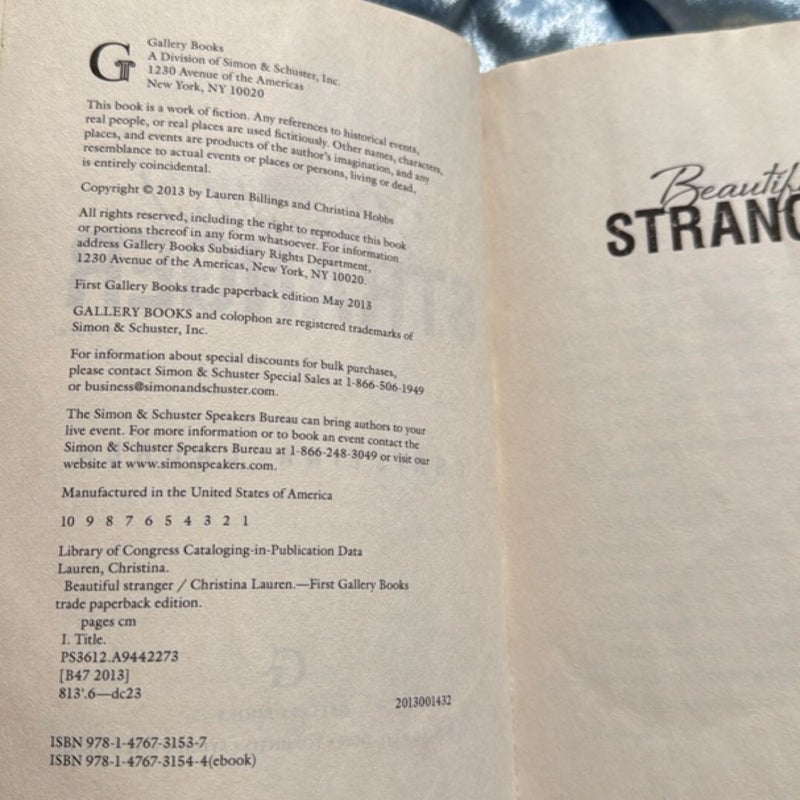 G
Gallery Books
A Division of Simon & Schuster, Inc.
1230 Avenue of the Americas
New York, NY 10020
This book is a work of fiction. Any references to historical events,
real people, or real places are used fictitiously. Other names, characters,
places, and events are products of the author's imagination, and any
resemblance to actual events or places or persons, living or dead,
is entirely coincidental.
Copyright © 2013 by Lauren Billings and Christina Hobbs
All rights reserved, including the right to reproduce this book
or portions thereof in any form whatsoever. For information
address Gallery Books Subsidiary Rights Department,
1230 Avenue of the Americas, New York, NY 10020.
First Gallery Books trade paperback edition May 2013
GALLERY BOOKS and colophon are registered trademarks of
Simon & Schuster, Inc.
For information about special discounts for bulk purchases,
please contact Simon & Schuster Special Sales at 1-866-506-1949
or business@simonandschuster.com.
The Simon & Schuster Speakers Bureau can bring authors to your
live event. For more information or to book an event contact the
Simon & Schuster Speakers Bureau at 1-866-248-3049 or visit our
website at www.simonspeakers.com.
Manufactured in the United States of America
10 9 8 7 6 5 4 3 2 1
Library of Congress Cataloging-in-Publication Data
Lauren, Christina.
Beautiful stranger / Christina Lauren.—First Gallery Books
trade paperback edition.
pages cm
I. Title.
PS3612.A9442273
[B47 2013]
813'.6—dc23
2013001432
ISBN 978-1-4767-3153-7
ISBN 978-1-4767-3154-4(ebook)
Beautif
STRANG